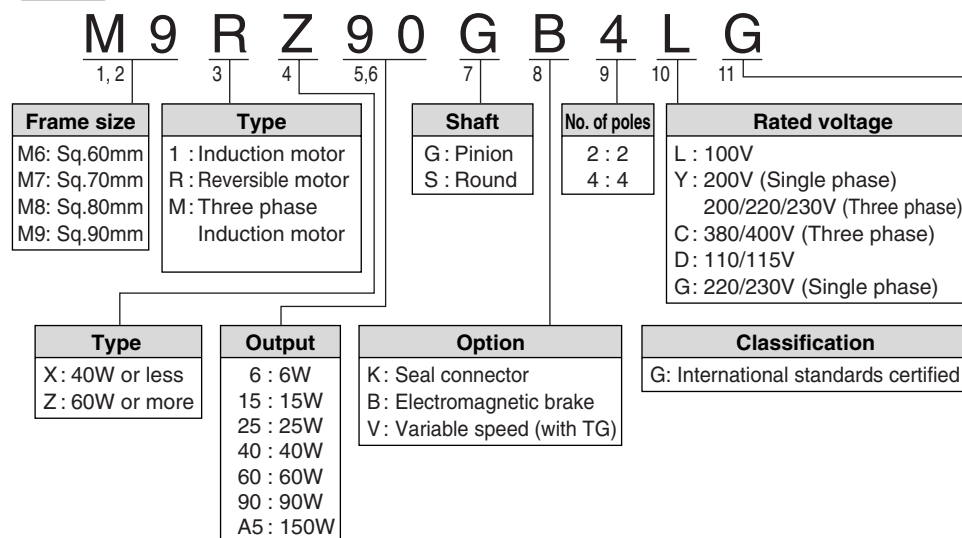 M 9 R Z 9 0 G B 4 L G
1, 2 3 4 5,6 7 8 9 10 11
Frame size
M6: Sq.60mm
M7: Sq.70mm
M8: Sq.80mm
M9: Sq.90mm
Type
1 : Induction motor
R : Reversible motor
M : Three phase
Induction motor
Shaft
G : Pinion
S : Round
No. of poles
2 : 2
4 : 4
Rated voltage
L : 100V
Y : 200V (Single phase)
200/220/230V (Three phase)
C : 380/400V (Three phase)
D : 110/115V
G : 220/230V (Single phase)
Type
X : 40W or less
Z : 60W or more
Output
6 : 6W
15 : 15W
25 : 25W
40 : 40W
60 : 60W
90 : 90W
A5 : 150W
Option
K : Seal connector
B : Electromagnetic brake
V : Variable speed (with TG)
Classification
G: International standards certified